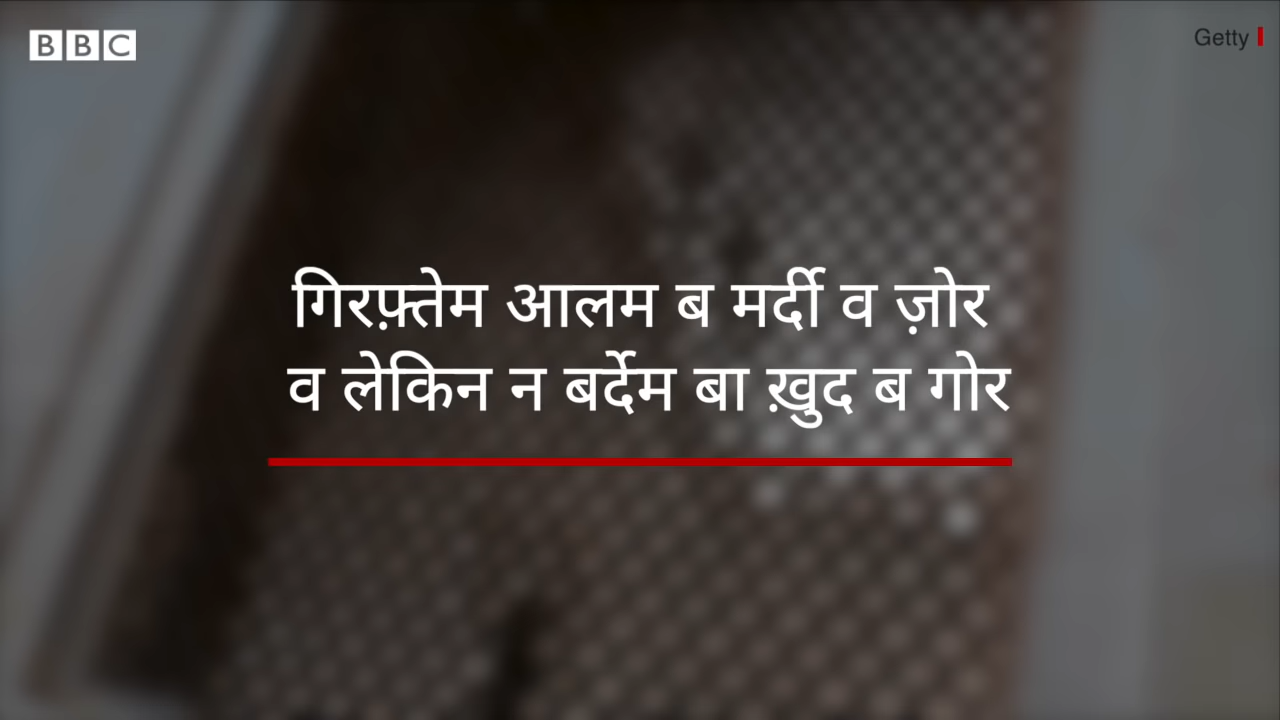 BBC
Getty
गिरफ़्तेम आलम ब मर्दी व ज़ोर
व लेकिन न बर्देम बा ख़ुद ब गोर